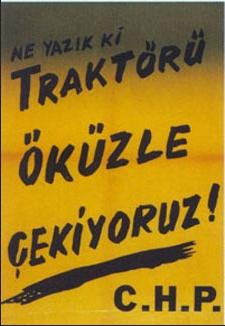 NE YAZIK Kİ
TRAKTÖRÜ
ÖKÜZLE
ÇEKİYORUZ!
C.H.P.